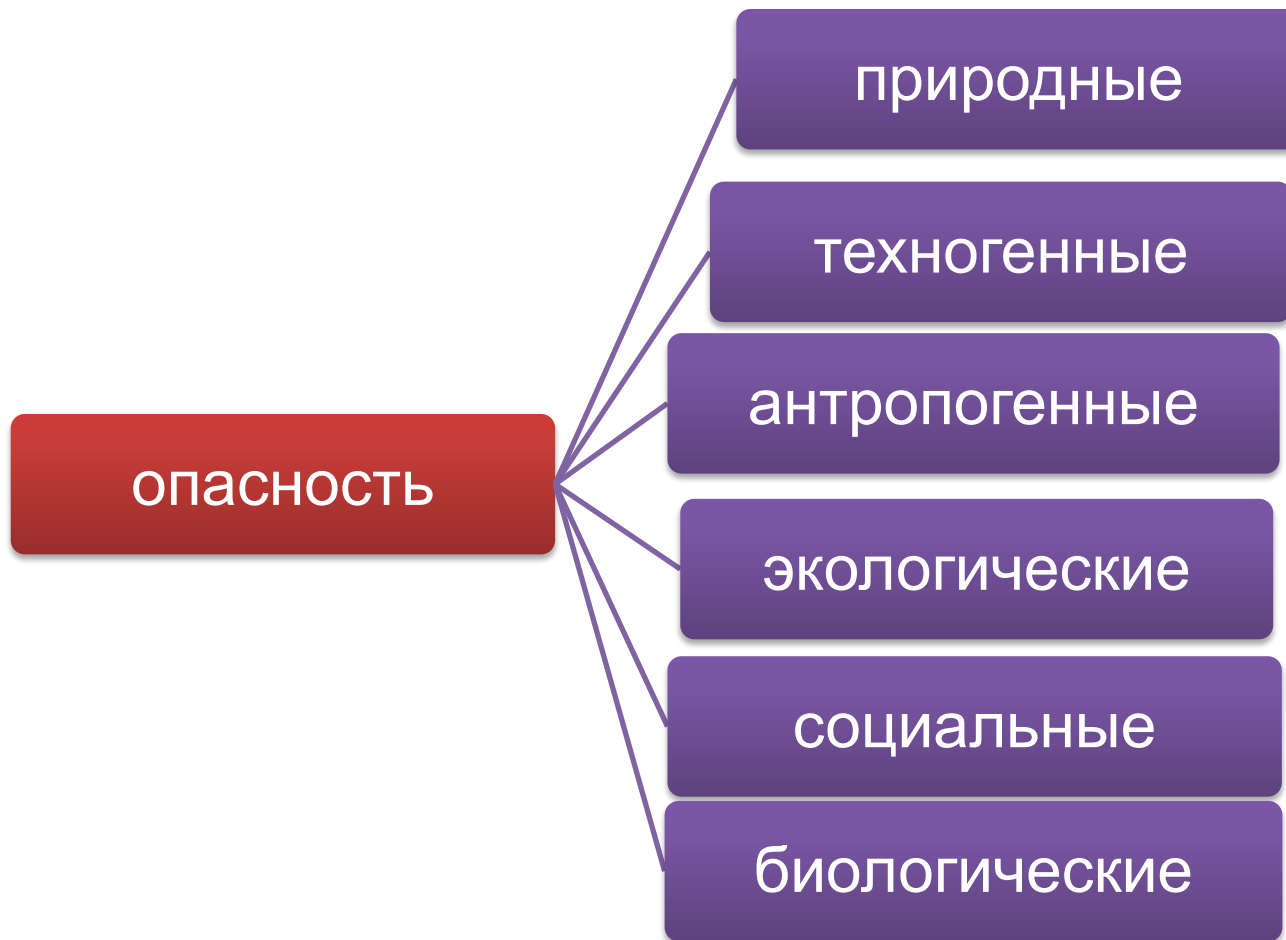 природные
техногенные
антропогенные
опасность
экологические
социальные
биологические